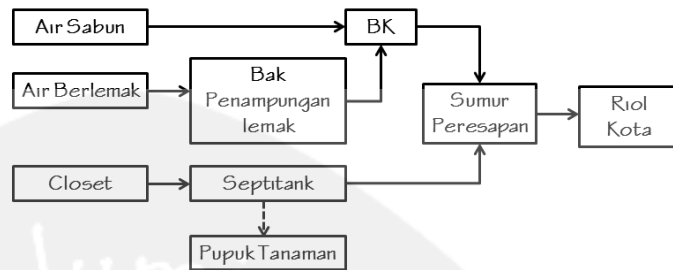 Air Sabun
BK
Air Berlemak
Bak
Penampungan
lemak
Sumur
Peresapan
Riol
Kota
Closet
Septitank
Pupuk Tanaman